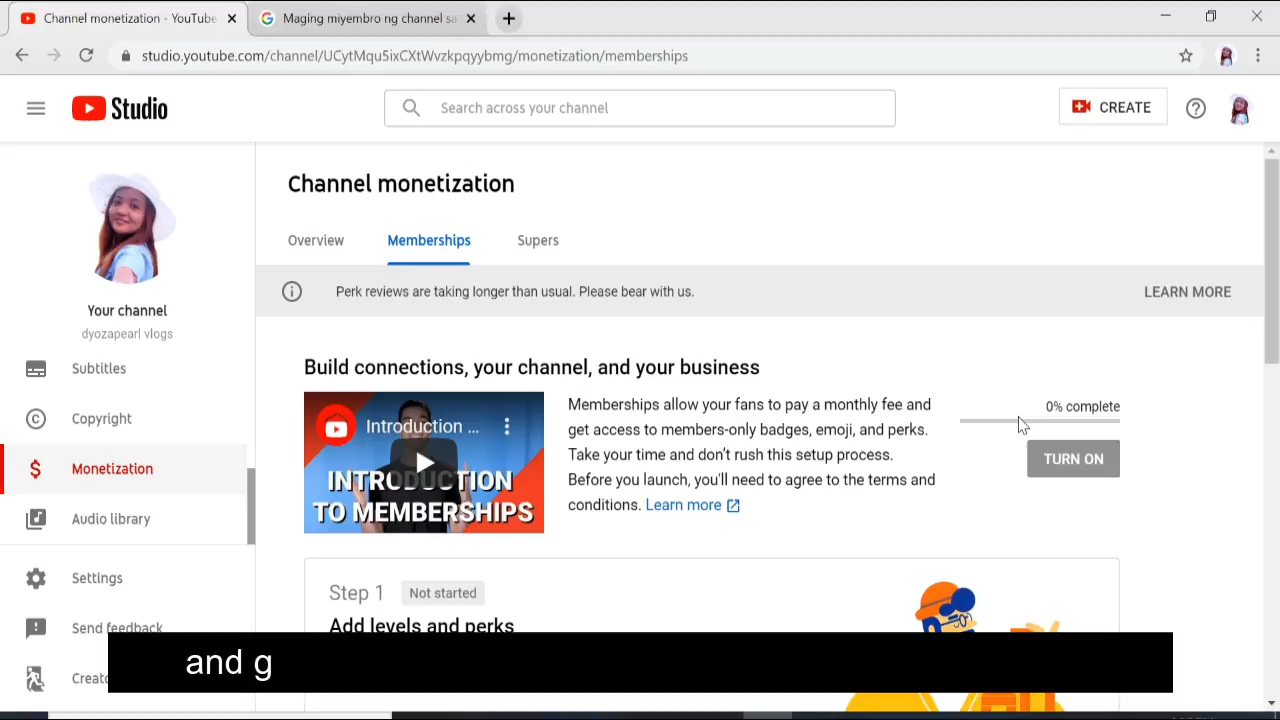 Channel monetization - YouTube
Maging miyembro ng channel sa
studio.youtube.com/channel/UCytMqu5ixCXtWvzkpqyybmg/monetization/memberships
Studio
Search across your channel
CREATE
Your channel
dyozapearl vlogs
Subtitles
Copyright
Monetization
Audio library
Settings
Send feedback
Channel monetization
Overview
Memberships
Supers
Perk reviews are taking longer than usual. Please bear with us.
LEARN MORE
Build connections, your channel, and your business
Introduction ...
INTRODUCTION
TO MEMBERSHIPS
Memberships allow your fans to pay a monthly fee and
get access to members-only badges, emoji, and perks.
Take your time and don't rush this setup process.
Before you launch, you'll need to agree to the terms and
conditions. Learn more
0% complete
TURN ON
Step 1
Not started
Add levels and perks
and g